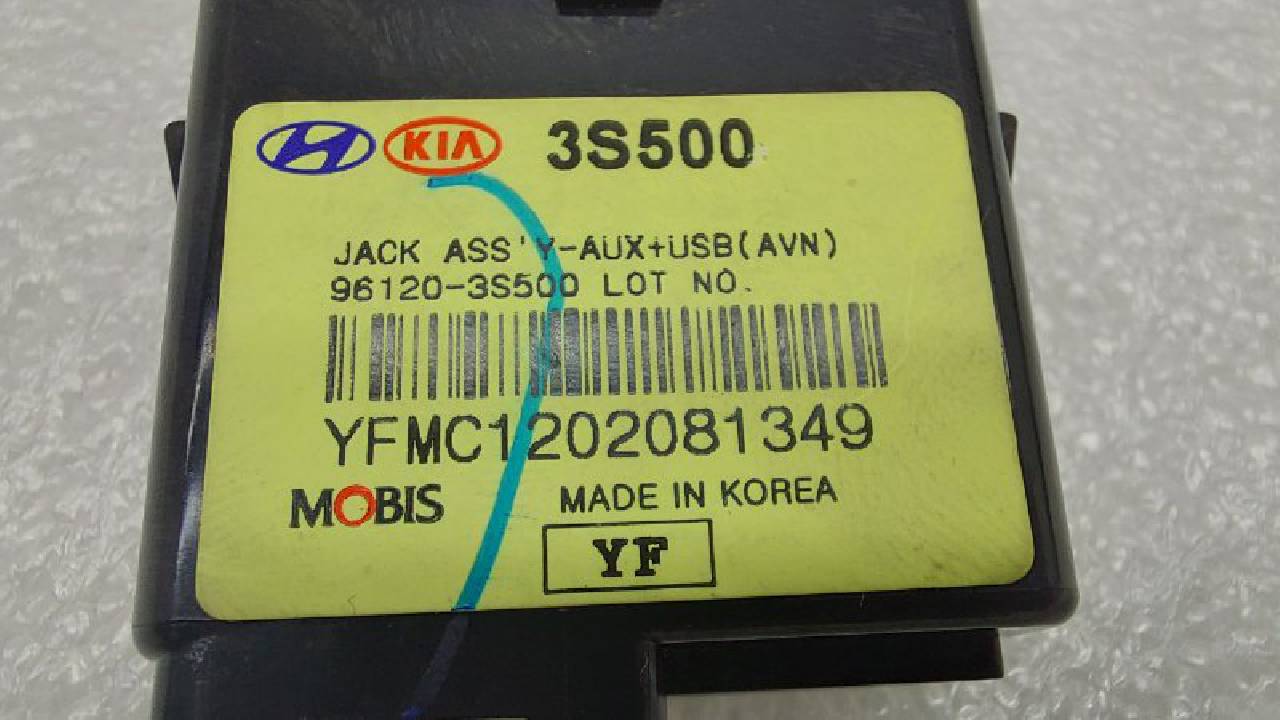 KIA 3S500
JACK ASS'Y-AUX+USB(AVN)
96120-3S500 LOT NO.
YFMC1202081349
MOBIS MADE IN KOREA
YF